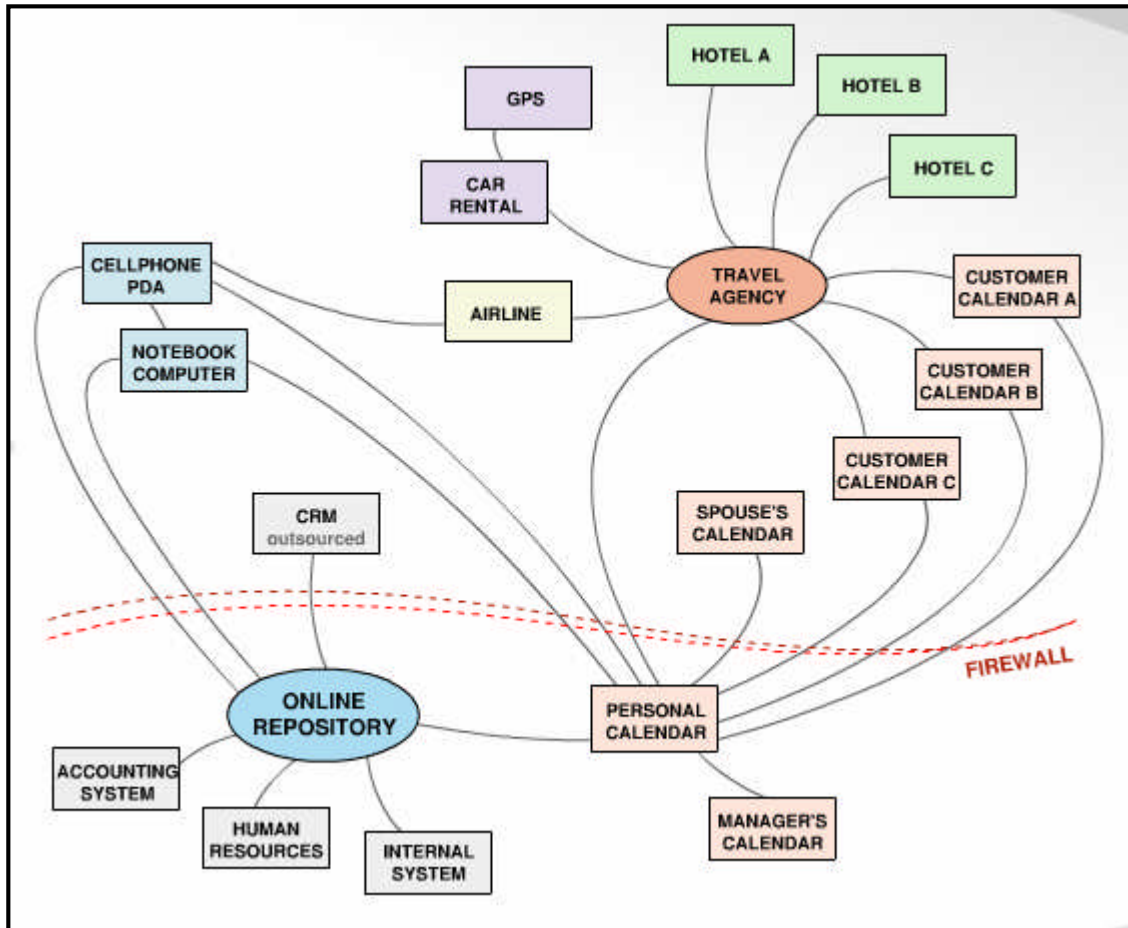 HOTEL A
HOTEL B
GPS
HOTEL C
CAR
RENTAL
CELLPHONE
PDA
TRAVEL
AGENCY
CUSTOMER
CALENDAR A
AIRLINE
NOTEBOOK
COMPUTER
CUSTOMER
CALENDAR B
CUSTOMER
CALENDAR C
CRM
outsourced
SPOUSE'S
CALENDAR
FIREWALL
ONLINE
REPOSITORY
PERSONAL
CALENDAR
ACCOUNTING
SYSTEM
HUMAN
RESOURCES
INTERNAL
SYSTEM
MANAGER'S
CALENDAR